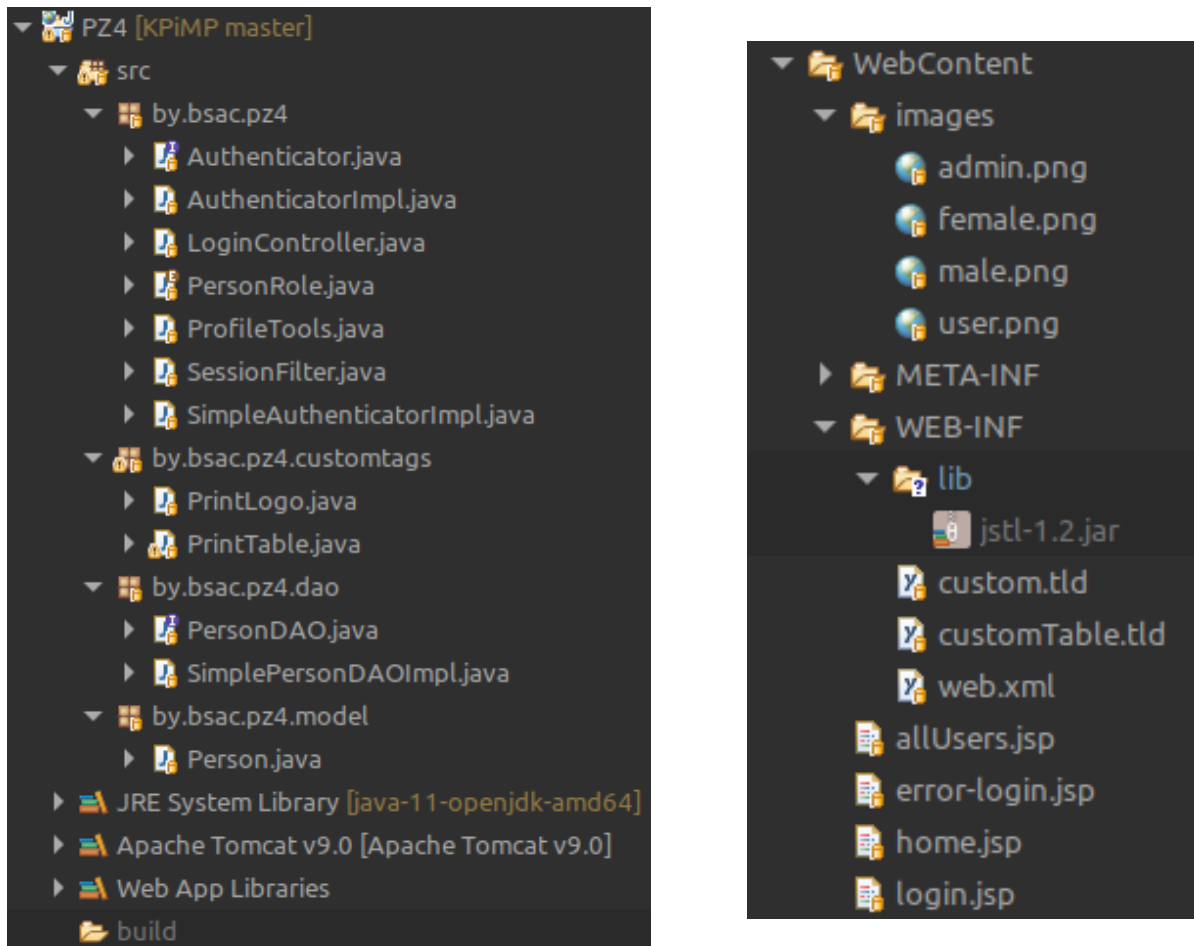 PZ4 [KPiMP master]
src
by.bsac.pz4
Authenticator.java
AuthenticatorImpl.java
LoginController.java
PersonRole.java
ProfileTools.java
SessionFilter.java
SimpleAuthenticatorImpl.java
by.bsac.pz4.customtags
PrintLogo.java
PrintTable.java
by.bsac.pz4.dao
PersonDAO.java
SimplePersonDAOImpl.java
by.bsac.pz4.model
Person.java
JRE System Library [java-11-openjdk-amd64]
Apache Tomcat v9.0 [Apache Tomcat v9.0]
Web App Libraries
build
WebContent
images
admin.png
female.png
male.png
user.png
META-INF
WEB-INF
lib
jstl-1.2.jar
custom.tld
customTable.tld
web.xml
allUsers.jsp
error-login.jsp
home.jsp
login.jsp